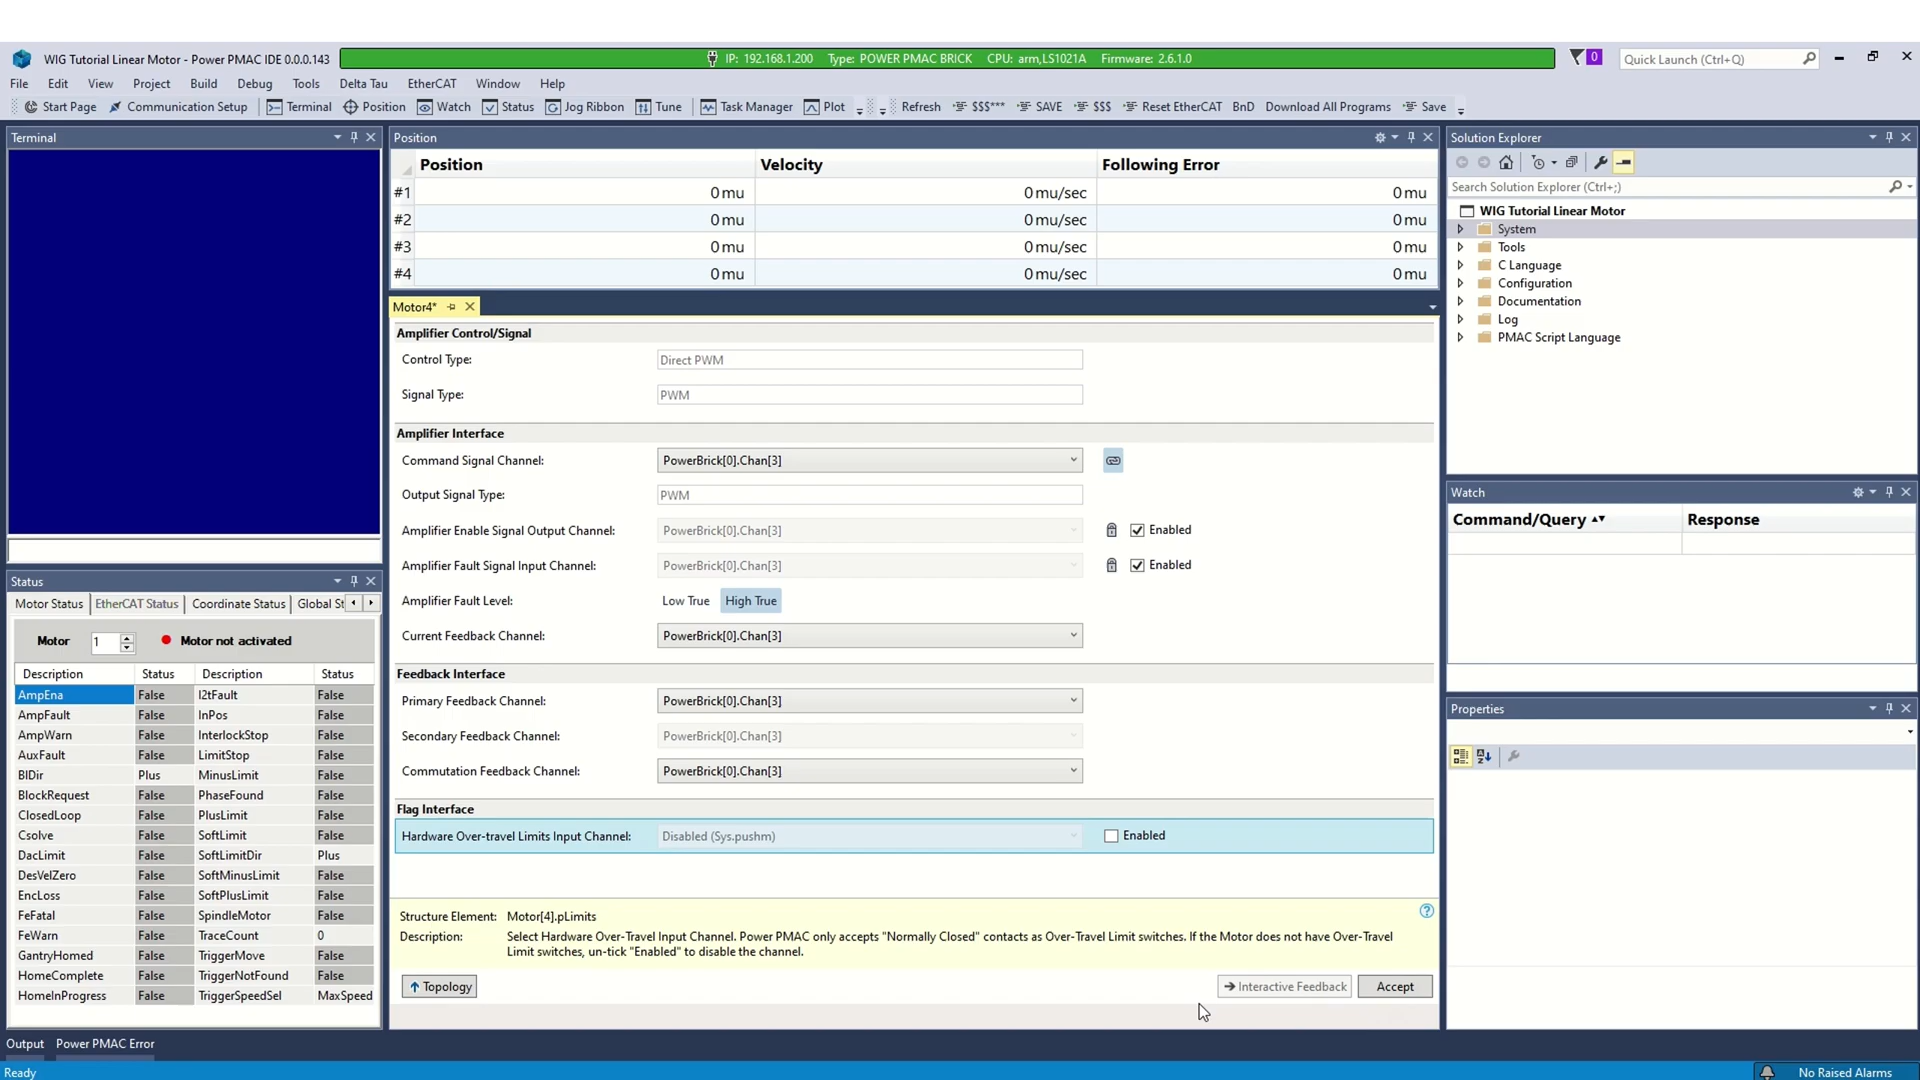 WIG Tutorial Linear Motor - Power PMAC IDE 0.0.0.143
IP: 192.168.1.200 Type: POWER PMAC BRICK CPU: arm,LS1021A Firmware: 2.6.1.0
0
Quick Launch (Ctrl+Q)
File Edit View Project Build Debug Tools Delta Tau EtherCAT Window Help
Start Page Communication Setup Terminal Position Watch Status Jog Ribbon Tune Task Manager Plot Refresh $$$*** SAVE $$$ Reset EtherCAT BnD Download All Programs Save
Terminal
Position
Position Velocity Following Error
#1 0 mu 0 mu/sec 0 mu
#2 0 mu 0 mu/sec 0 mu
#3 0 mu 0 mu/sec 0 mu
#4 0 mu 0 mu/sec 0 mu
Motor4*
Amplifier Control/Signal
Control Type: Direct PWM
Signal Type: PWM
Amplifier Interface
Command Signal Channel: PowerBrick[0].Chan[3]
Output Signal Type: PWM
Amplifier Enable Signal Output Channel: PowerBrick[0].Chan[3] Enabled
Amplifier Fault Signal Input Channel: PowerBrick[0].Chan[3] Enabled
Amplifier Fault Level: Low True High True
Current Feedback Channel: PowerBrick[0].Chan[3]
Feedback Interface
Primary Feedback Channel: PowerBrick[0].Chan[3]
Secondary Feedback Channel: PowerBrick[0].Chan[3]
Commutation Feedback Channel: PowerBrick[0].Chan[3]
Flag Interface
Hardware Over-travel Limits Input Channel: Disabled (Sys.pushm) Enabled
Structure Element: Motor[4].pLimits
Description: Select Hardware Over-Travel Input Channel. Power PMAC only accepts "Normally Closed" contacts as Over-Travel Limit switches. If the Motor does not have Over-Travel
Limit switches, un-tick "Enabled" to disable the channel.
Topology Interactive Feedback Accept
Status
Motor Status EtherCAT Status Coordinate Status Global St
Motor 1 Motor not activated
Description Status Description Status
AmpEna False I2tFault False
AmpFault False InPos False
AmpWarn False InterlockStop False
AuxFault False LimitStop False
BlDir Plus MinusLimit False
BlockRequest False PhaseFound False
ClosedLoop False PlusLimit False
Csolve False SoftLimit False
DacLimit False SoftLimitDir Plus
DesVelZero False SoftMinusLimit False
EncLoss False SoftPlusLimit False
FeFatal False SpindleMotor False
FeWarn False TraceCount 0
GantryHomed False TriggerMove False
HomeComplete False TriggerNotFound False
HomeInProgress False TriggerSpeedSel MaxSpeed
Solution Explorer
Search Solution Explorer (Ctrl+;)
WIG Tutorial Linear Motor
System
Tools
C Language
Configuration
Documentation
Log
PMAC Script Language
Watch
Command/Query Response
Properties
Output Power PMAC Error
Ready
No Raised Alarms